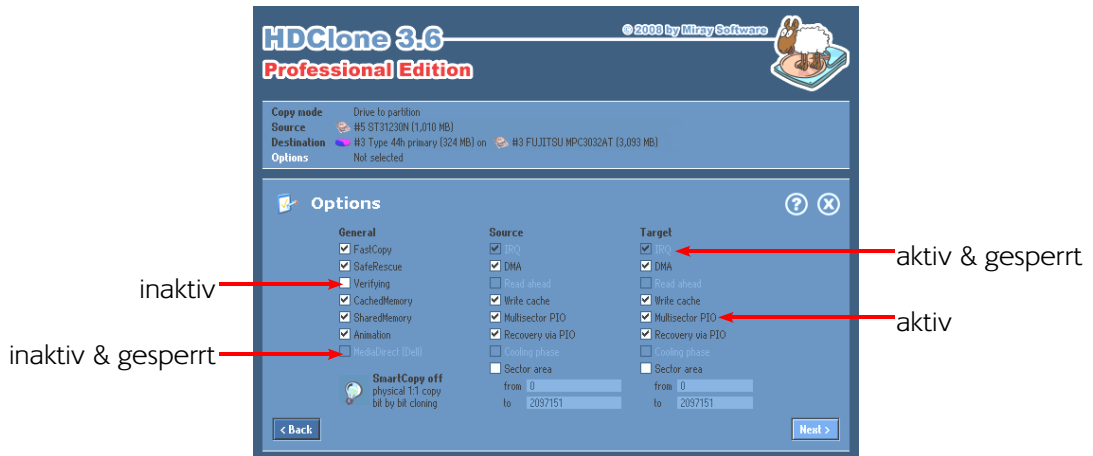 HDClone 3.6
© 2008 by Miray Software
Professional Edition
Copy mode Drive to partition
Source #5 ST31230N (1,010 MB)
Destination #3 Type 44h primary (324 MB) on #3 FUJITSU MPC3032AT (3,093 MB)
Options Not selected
Options
? X
General
FastCopy
SafeRescue
Verifying
CachedMemory
SharedMemory
Animation
MediaDirect (Dell)
SmartCopy off
physical 1:1 copy
bit by bit cloning
Source
IRQ
DMA
Read ahead
Write cache
Multisector PIO
Recovery via PIO
Cooling phase
Sector area
from 0
to 2097151
Target
IRQ
DMA
Read ahead
Write cache
Multisector PIO
Recovery via PIO
Cooling phase
Sector area
from 0
to 2097151
< Back
Next >
inaktiv
inaktiv & gesperrt
aktiv & gesperrt
aktiv